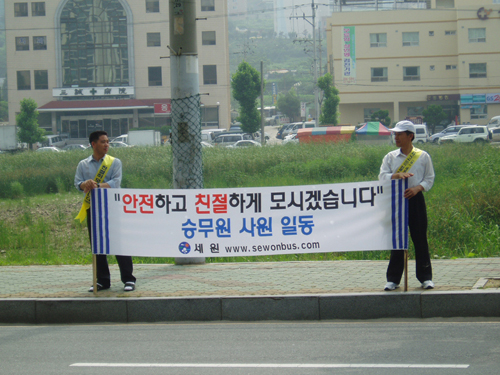 "안전하고 친절하게 모시겠습니다"
승무원 사원 일동
세원 www.sewonbus.com